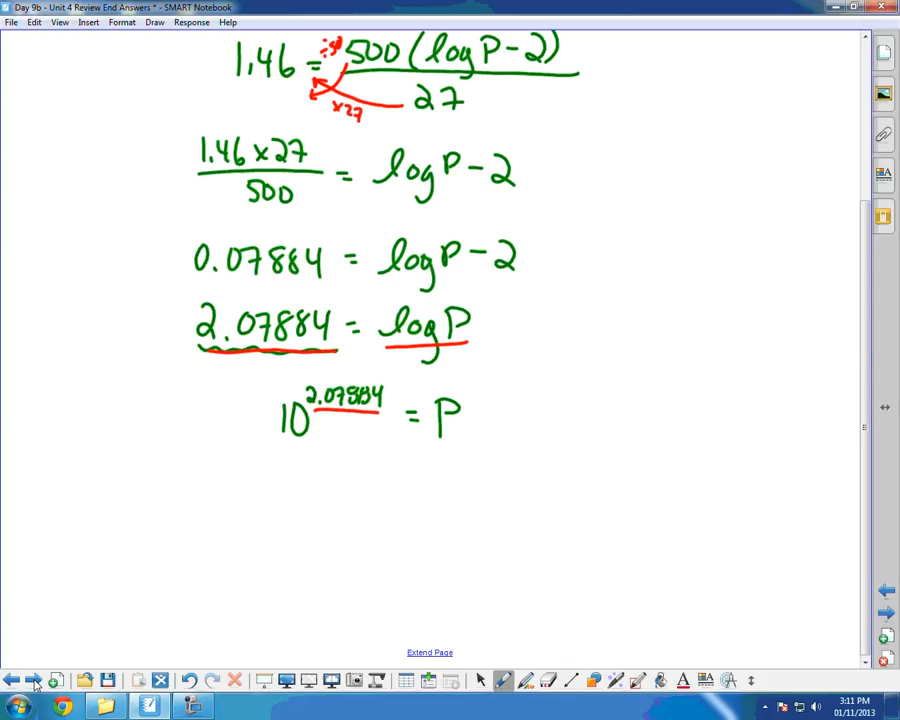 Day 9b - Unit 4 Review End Answers * - SMART Notebook
File Edit View Insert Format Draw Response Help
1.46 = 500 (log P - 2)
27
x27
1.46 x 27 = log P - 2
500
0.07884 = log P - 2
2.07884 = log P
10^2.07884 = P
Extend Page
3:11 PM
01/11/2013